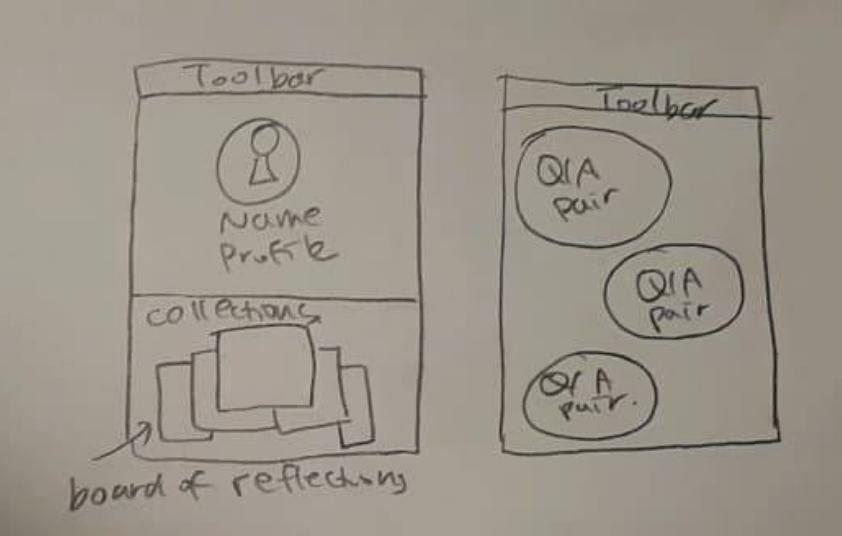 Toolbar
Name
Profile
collections
board of reflections
Toolbar
Q/A
pair
Q/A
pair
Q/A
pair.